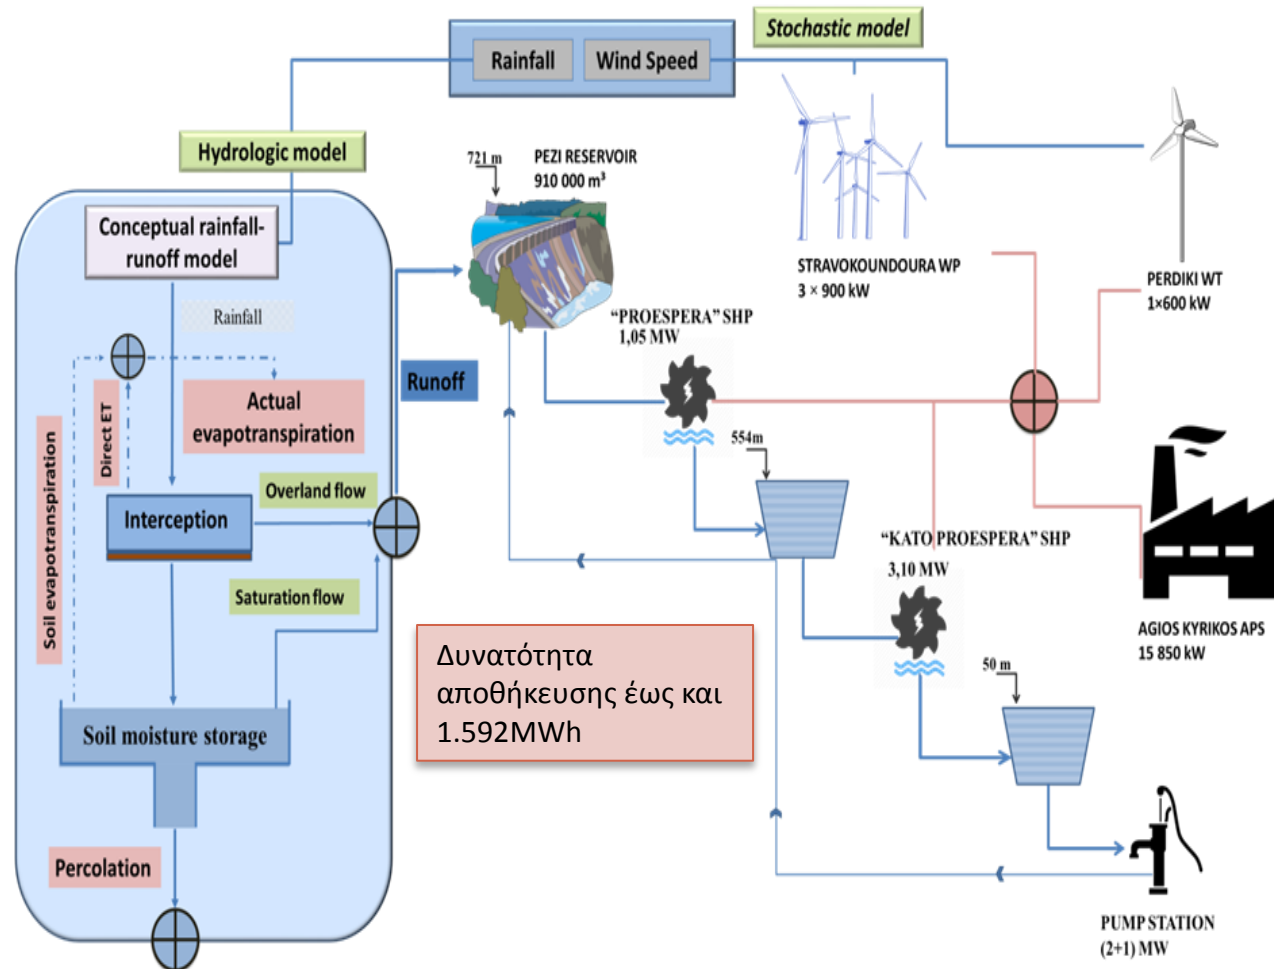 Stochastic model
Rainfall
Wind Speed
Hydrologic model
Conceptual rainfall-
runoff model
Rainfall
Actual
evapotranspiration
Direct ET
Soil evapotranspiration
Interception
Overland flow
Saturation flow
Soil moisture storage
Percolation
Runoff
721 m
PEZI RESERVOIR
910 000 m³
STRAVOKOUNDOURA WP
3 × 900 kW
PERDIKI WT
1×600 kW
“PROESPERA” SHP
1,05 MW
554m
“KATO PROESPERA” SHP
3,10 MW
AGIOS KYRIKOS APS
15 850 kW
50 m
Δυνατότητα
αποθήκευσης έως και
1.592MWh
PUMP STATION
(2+1) MW